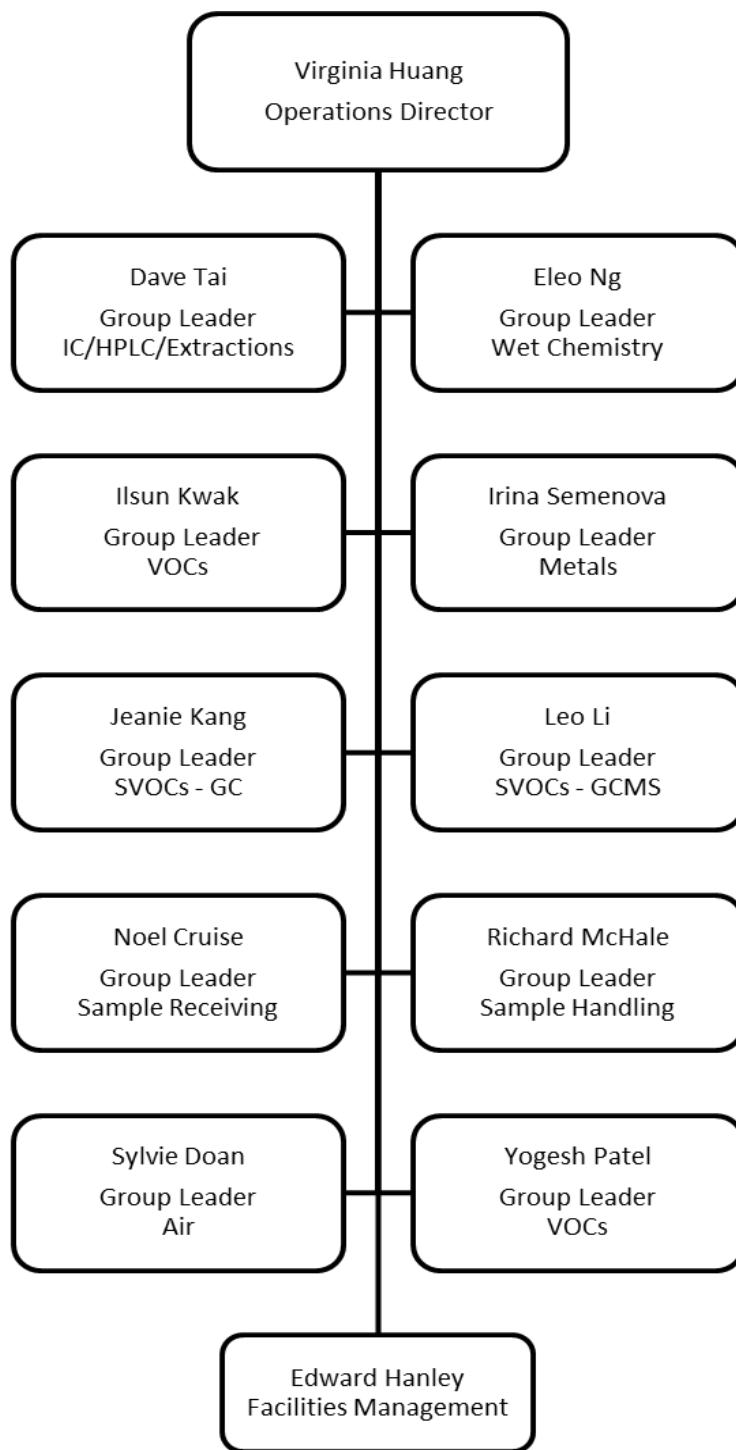 Virginia Huang
Operations Director
Dave Tai
Group Leader
IC/HPLC/Extractions
Eleo Ng
Group Leader
Wet Chemistry
Ilsun Kwak
Group Leader
VOCs
Irina Semenova
Group Leader
Metals
Jeanie Kang
Group Leader
SVOCs - GC
Leo Li
Group Leader
SVOCs - GCMS
Noel Cruise
Group Leader
Sample Receiving
Richard McHale
Group Leader
Sample Handling
Sylvie Doan
Group Leader
Air
Yogesh Patel
Group Leader
VOCs
Edward Hanley
Facilities Management